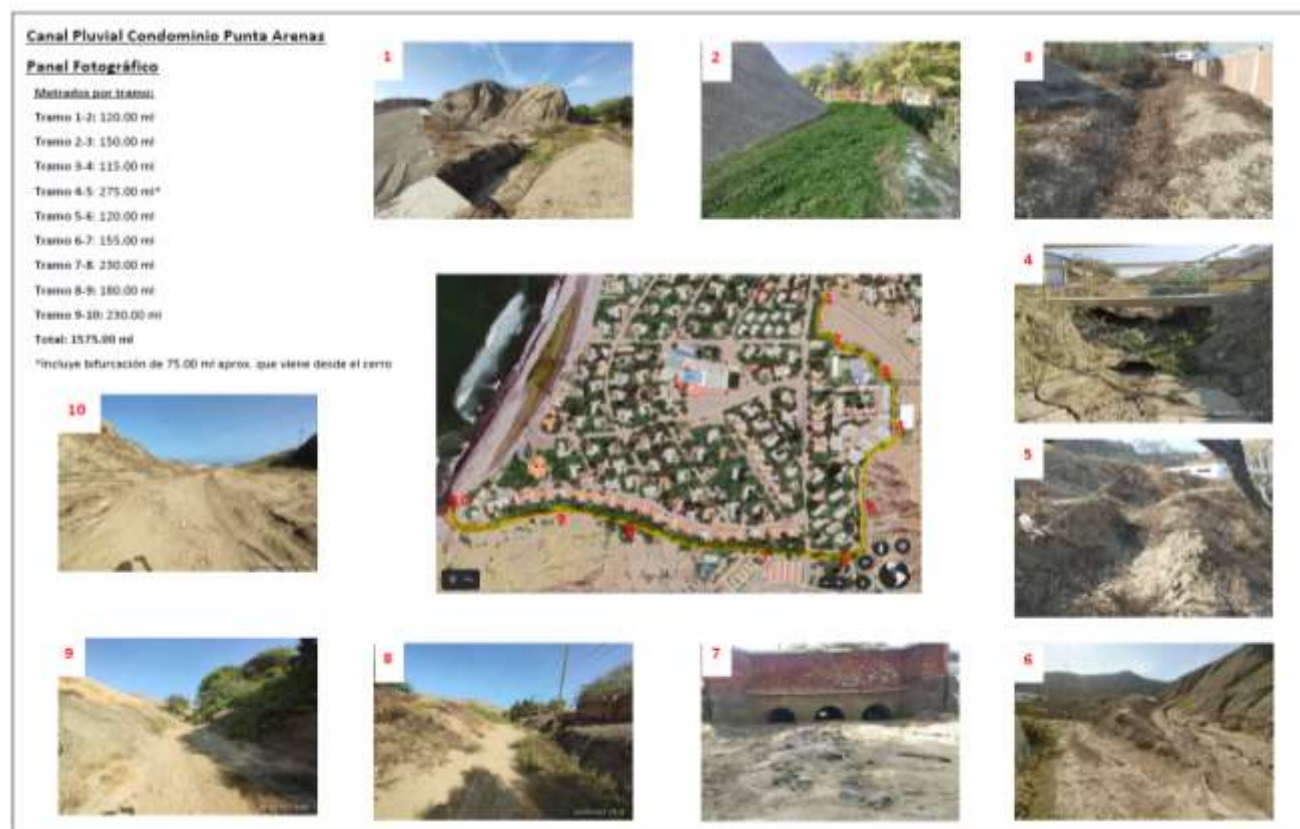 Canal Pluvial Condominio Punta Arenas
Panel Fotográfico
Metrados por tramo:
Tramo 1-2: 120.00 ml
Tramo 2-3: 150.00 ml
Tramo 3-4: 115.00 ml
Tramo 4-5: 275.00 ml*
Tramo 5-6: 120.00 ml
Tramo 6-7: 155.00 ml
Tramo 7-8: 230.00 ml
Tramo 8-9: 180.00 ml
Tramo 9-10: 230.00 ml
Total: 1575.00 ml
*Incluye bifurcación de 75.00 ml aprox. que viene desde el cerro
1
2
3
4
5
6
7
8
9
10